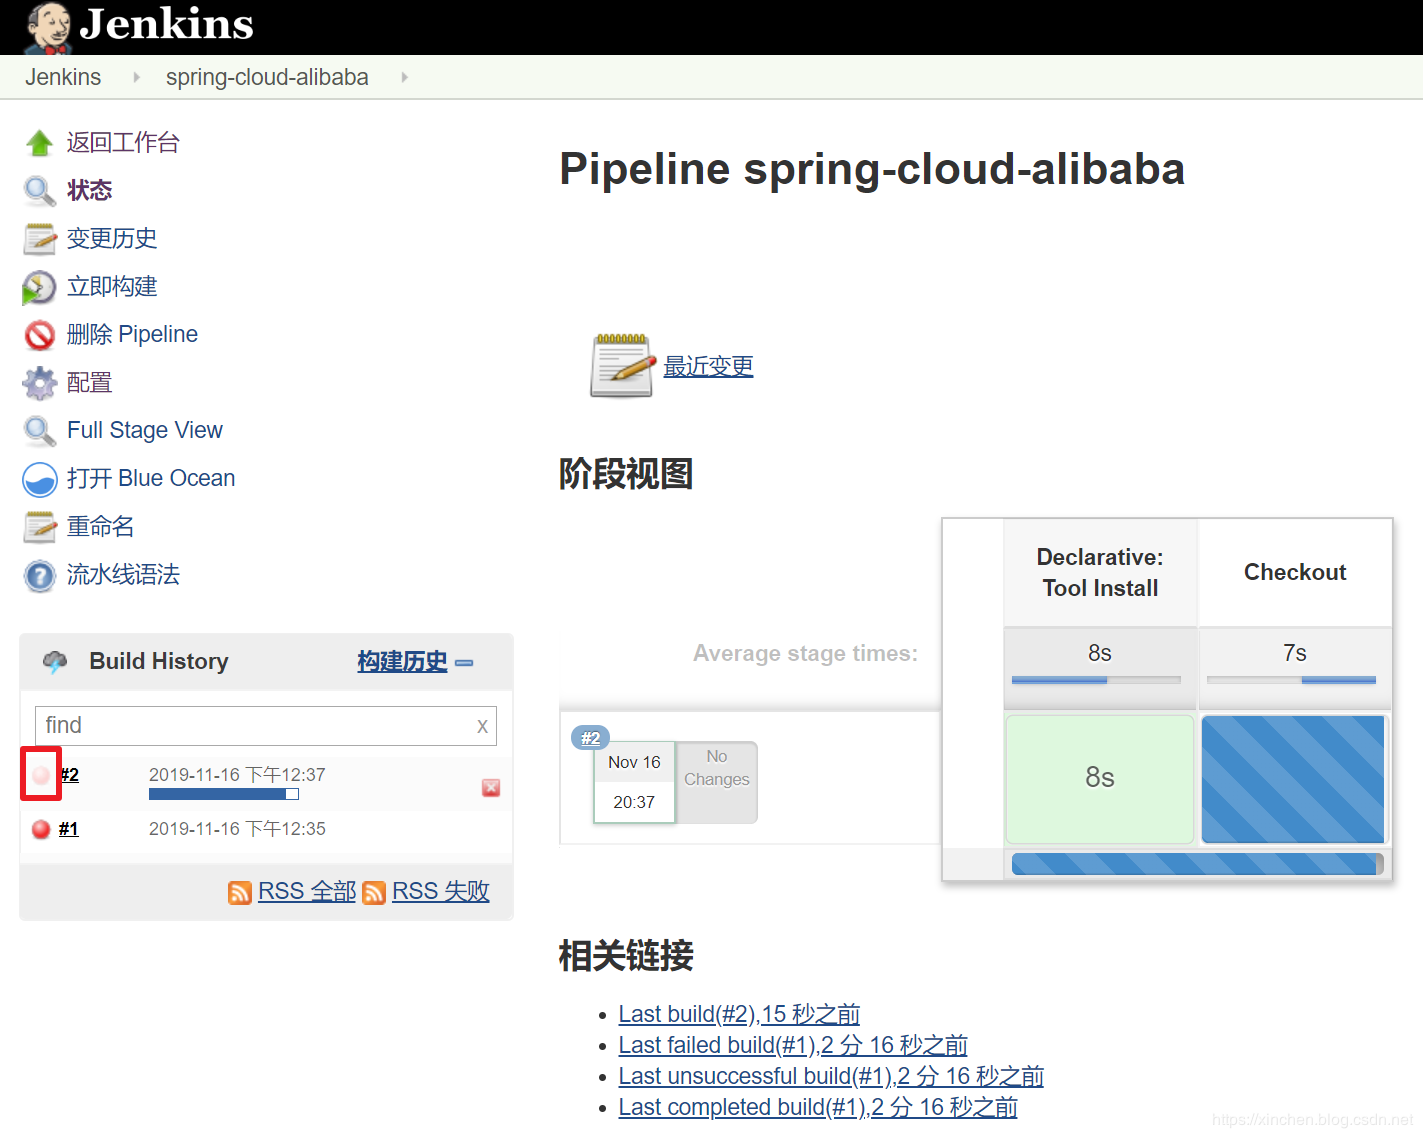 Jenkins
Jenkins
spring-cloud-alibaba
返回工作台
状态
变更历史
立即构建
删除 Pipeline
配置
Full Stage View
打开 Blue Ocean
重命名
流水线语法
Build History 构建历史
find x
#2 2019-11-16 下午12:37
#1 2019-11-16 下午12:35
RSS 全部 RSS 失败
Pipeline spring-cloud-alibaba
最近变更
阶段视图
Declarative:
Tool Install
Checkout
Average stage times:
8s 7s
#2
Nov 16
20:37
No
Changes
8s
相关链接
Last build(#2),15 秒之前
Last failed build(#1),2 分 16 秒之前
Last unsuccessful build(#1),2 分 16 秒之前
Last completed build(#1),2 分 16 秒之前
https://xinchen.blog.csdn.net